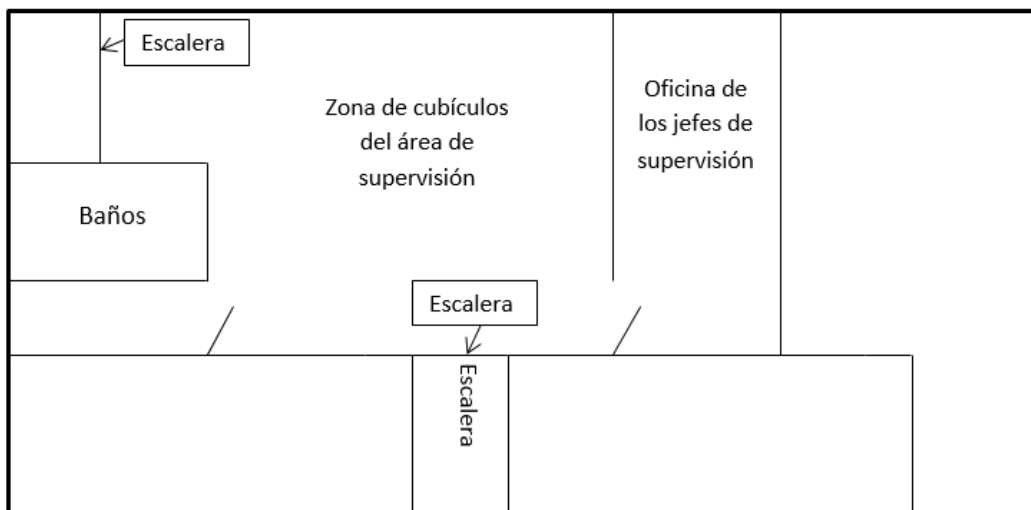 Escalera
Zona de cubículos
del área de
supervisión
Oficina de
los jefes de
supervisión
Baños
Escalera
Escalera